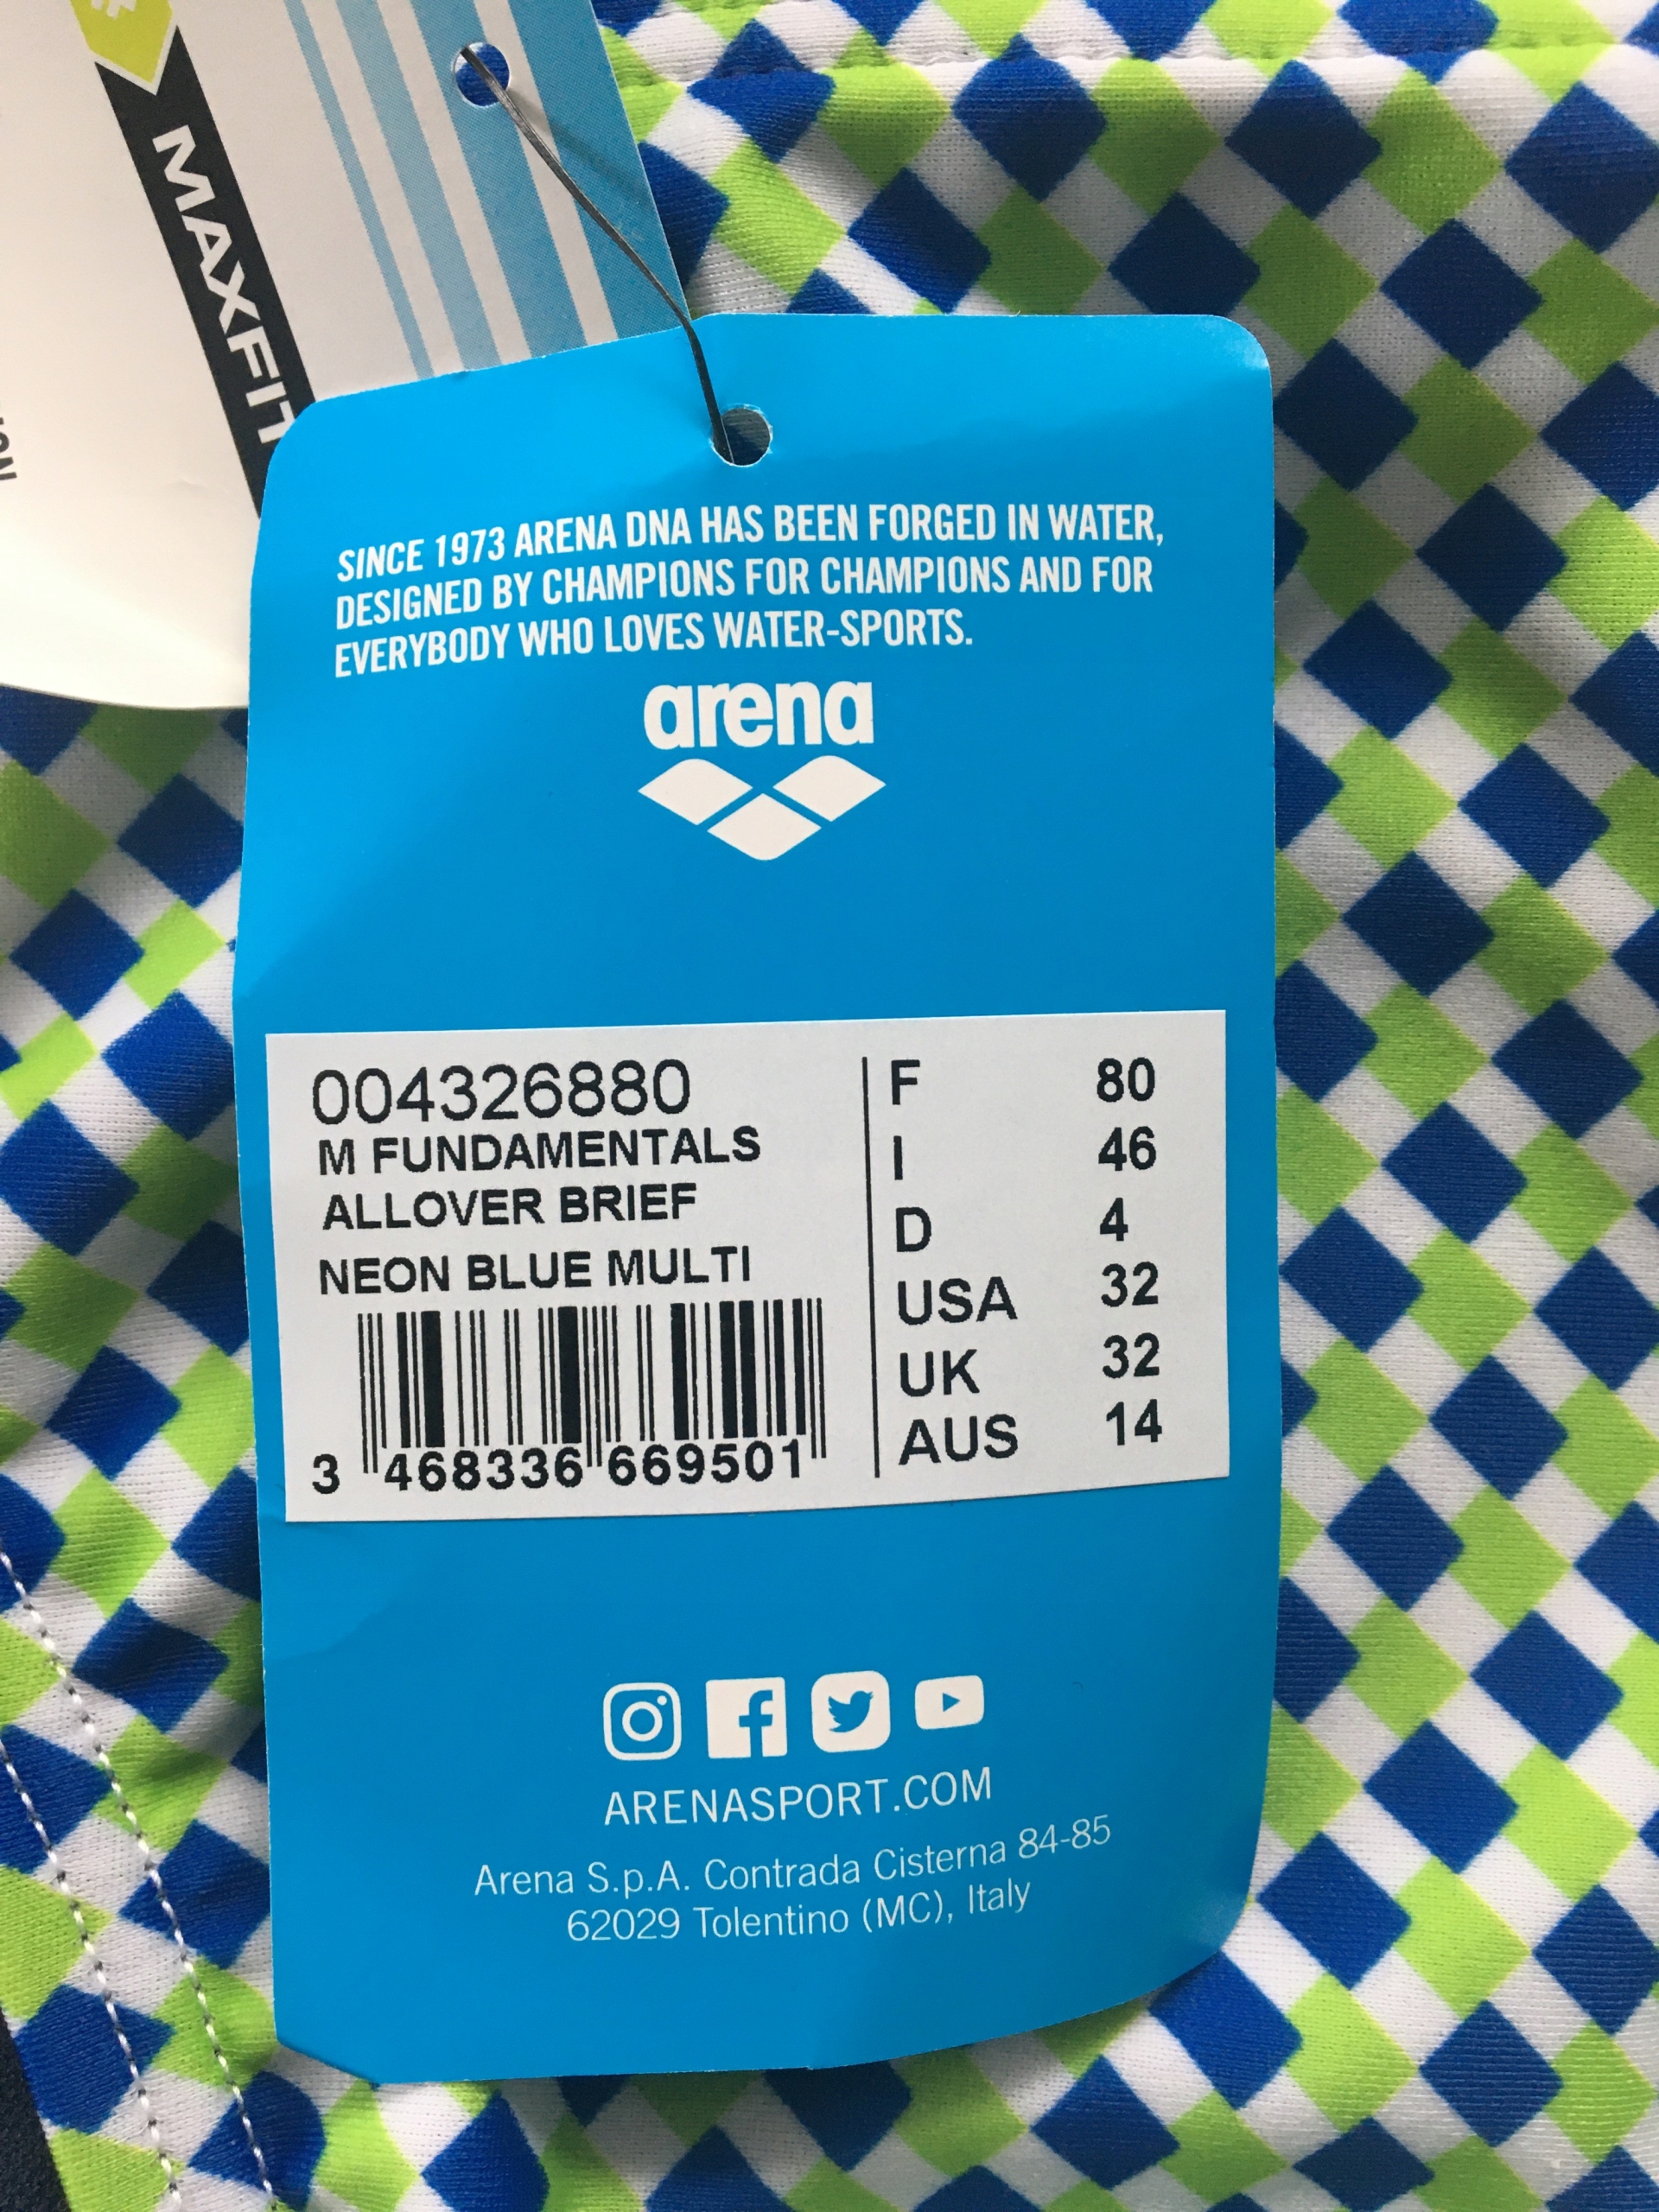 MAXFIT
SINCE 1973 ARENA DNA HAS BEEN FORGED IN WATER,
DESIGNED BY CHAMPIONS FOR CHAMPIONS AND FOR
EVERYBODY WHO LOVES WATER-SPORTS.
arena
004326880
M FUNDAMENTALS
ALLOVER BRIEF
NEON BLUE MULTI
3 468336 669501
F 80
I 46
D 4
USA 32
UK 32
AUS 14
ARENASPORT.COM
Arena S.p.A. Contrada Cisterna 84-85
62029 Tolentino (MC), Italy